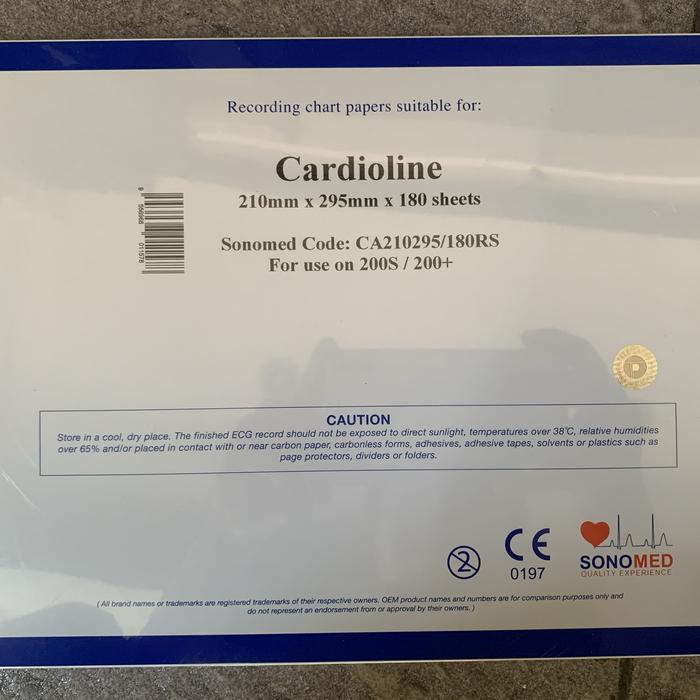 Recording chart papers suitable for:
Cardioline
210mm x 295mm x 180 sheets
Sonomed Code: CA210295/180RS
For use on 200S / 200+
CAUTION
Store in a cool, dry place. The finished ECG record should not be exposed to direct sunlight, temperatures over 38°C, relative humidities
over 65% and/or placed in contact with or near carbon paper, carbonless forms, adhesives, adhesive tapes, solvents or plastics such as
page protectors, dividers or folders.
2
CE
0197
SONOMED
QUALITY EXPERIENCE
( All brand names or trademarks are registered trademarks of their respective owners. OEM product names and numbers are for comparison purposes only and
do not represent an endorsement from or approval by their owners. )